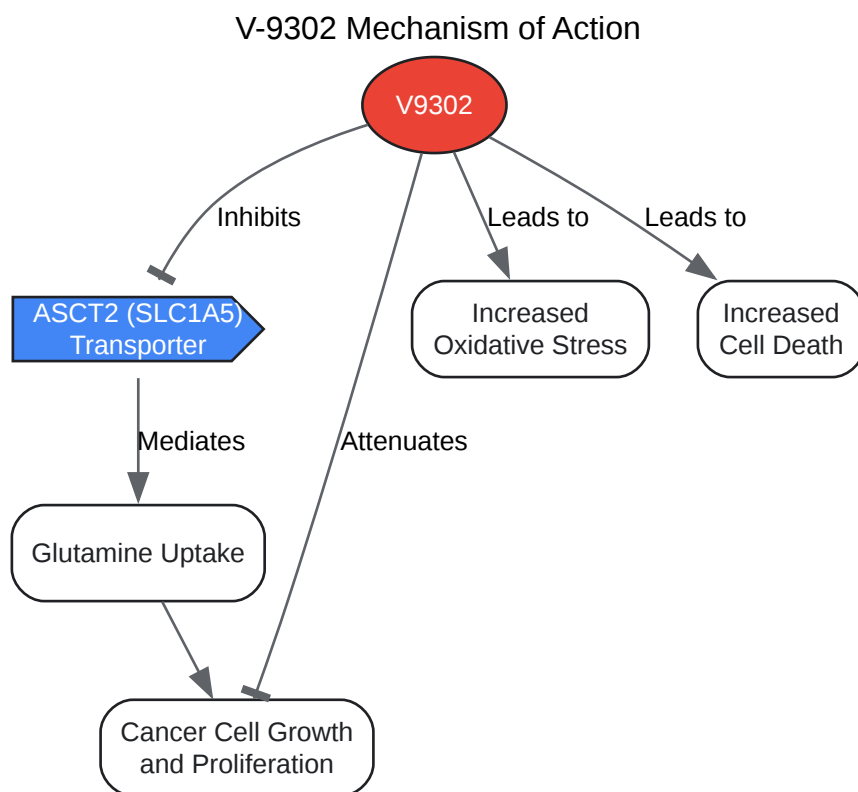 V-9302 Mechanism of Action
V9302
Inhibits
Leads to
Leads to
ASCT2 (SLC1A5)
Transporter
Increased
Oxidative Stress
Increased
Cell Death
Mediates
Attenuates
Glutamine Uptake
Cancer Cell Growth
and Proliferation